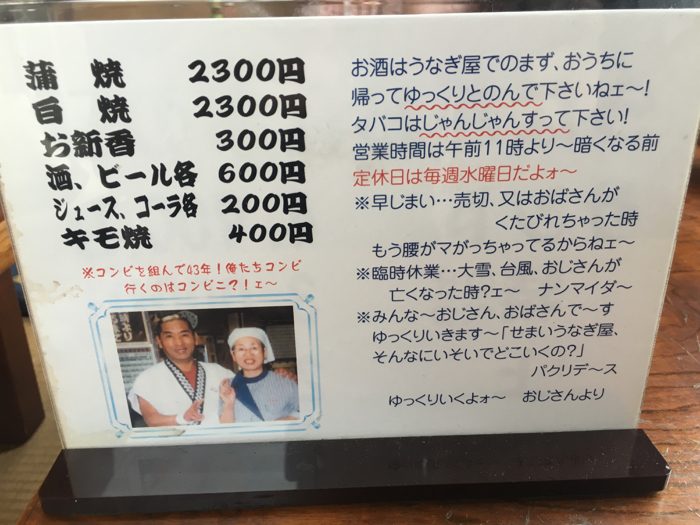 蒲焼 2300円
白焼 2300円
お新香 300円
酒、ビール各 600円
ジュース、コーラ各 200円
キモ焼 400円
※コンビを組んで43年!俺たちコンビ
行くのはコンビニ?!ェ〜
お酒はうなぎ屋でのまず、おうちに
帰ってゆっくりとのんで下さいねェ〜!
タバコはじゃんじゃんすって下さい!
営業時間は午前11時より〜暗くなる前
定休日は毎週水曜日だよォ〜
※早じまい…売切、又はおばさんが
くたびれちゃった時
もう腰がマがっちゃってるからねェ〜
※臨時休業…大雪、台風、おじさんが
亡くなった時?ェ〜 ナンマイダ〜
※みんな〜おじさん、おばさんで〜す
ゆっくりいきます〜「せまいうなぎ屋、
そんなにいそいでどこいくの?」
パクリデ〜ス
ゆっくりいくよォ〜 おじさんより